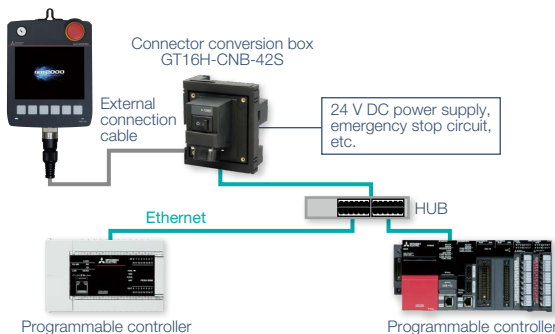 Connector conversion box
GT16H-CNB-42S
External
connection
cable
24 V DC power supply,
emergency stop circuit,
etc.
HUB
Ethernet
Programmable controller
Programmable controller